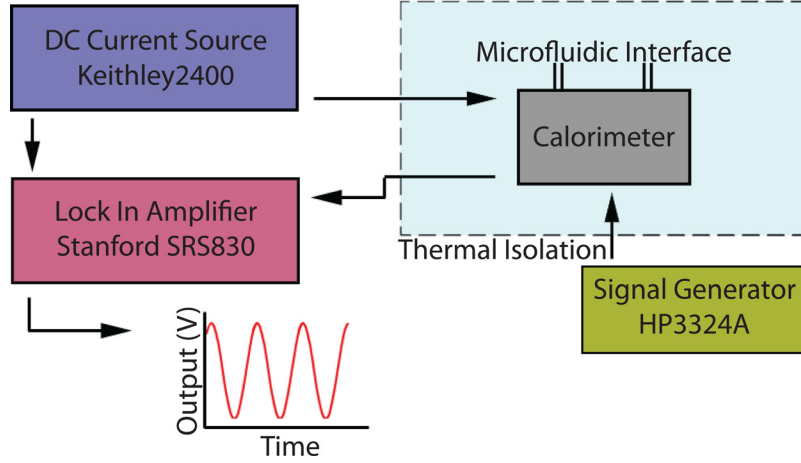 DC Current Source
Keithley2400
Microfluidic Interface
Calorimeter
Lock In Amplifier
Stanford SRS830
Thermal Isolation
Signal Generator
HP3324A
Output (V)
Time